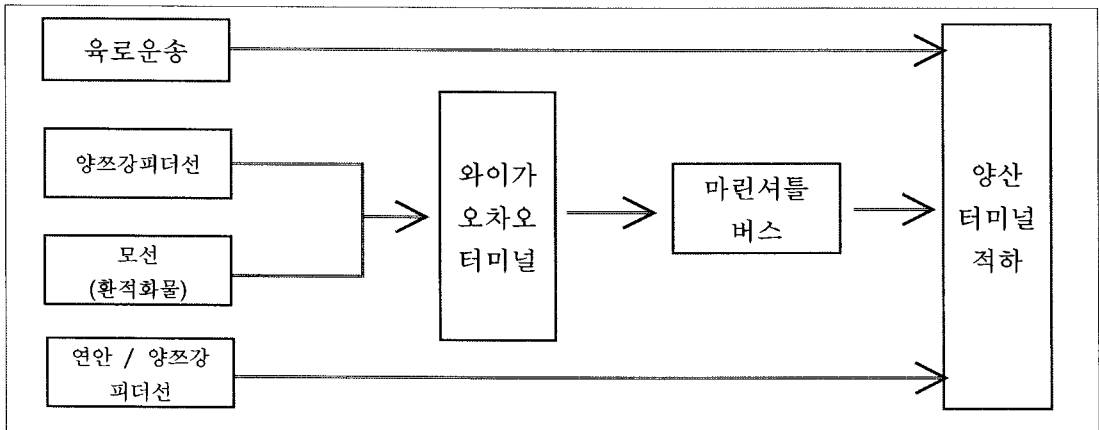 육로운송
양쯔강피더선
모선
(환적화물)
연안 / 양쯔강
피더선
와이가
오차오
터미널
마린셔틀
버스
양산
터미널
적하